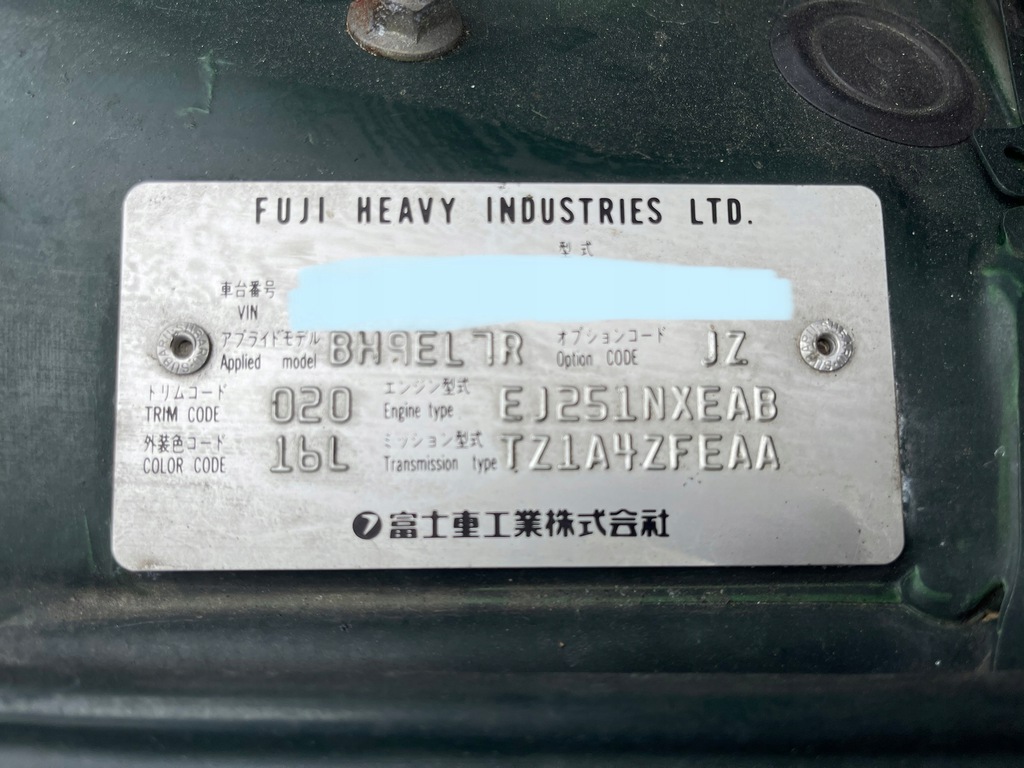 FUJI HEAVY INDUSTRIES LTD.
型式
車台番号
VIN
アプライドモデル オプションコード
Applied model BH9EL7R Option CODE JZ
トリムコード エンジン型式
TRIM CODE 020 Engine type EJ251NXEAB
外装色コード ミッション型式
COLOR CODE 16L Transmission type TZ1A4ZFEAA
フ富士重工業株式会社